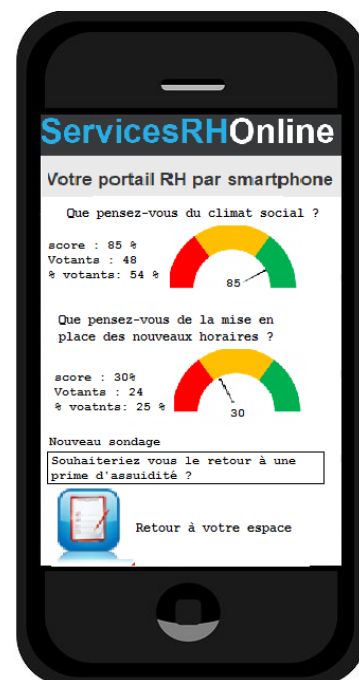 ServicesRHOnline
Votre portail RH par smartphone
Que pensez-vous du climat social ?
score : 85 %
Votants : 48
% votants: 54 %
85
Que pensez-vous de la mise en
place des nouveaux horaires ?
score : 30%
Votants : 24
% voatnts: 25 %
30
Nouveau sondage
Souhaiteriez vous le retour à une
prime d'assuidité ?
Retour à votre espace